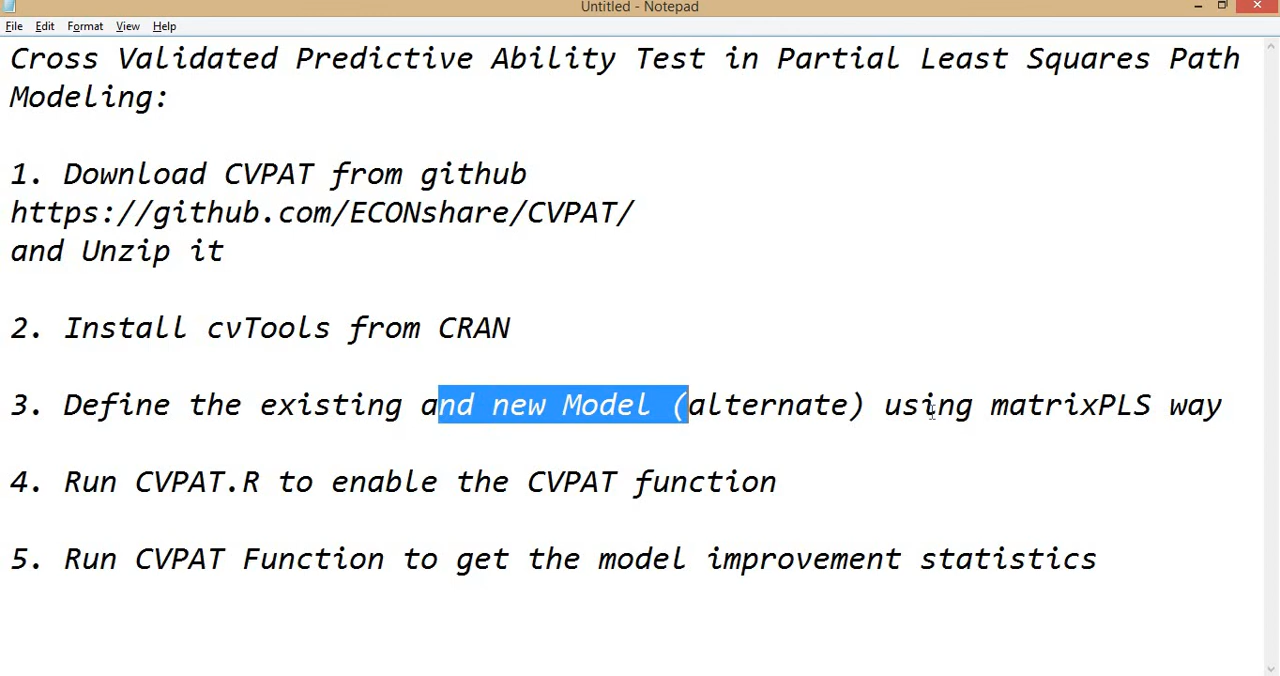 Untitled - Notepad
File Edit Format View Help
Cross Validated Predictive Ability Test in Partial Least Squares Path
Modeling:
1. Download CVPAT from github
https://github.com/ECONshare/CVPAT/
and Unzip it
2. Install cvTools from CRAN
3. Define the existing and new Model (alternate) using matrixPLS way
4. Run CVPAT.R to enable the CVPAT function
5. Run CVPAT Function to get the model improvement statistics